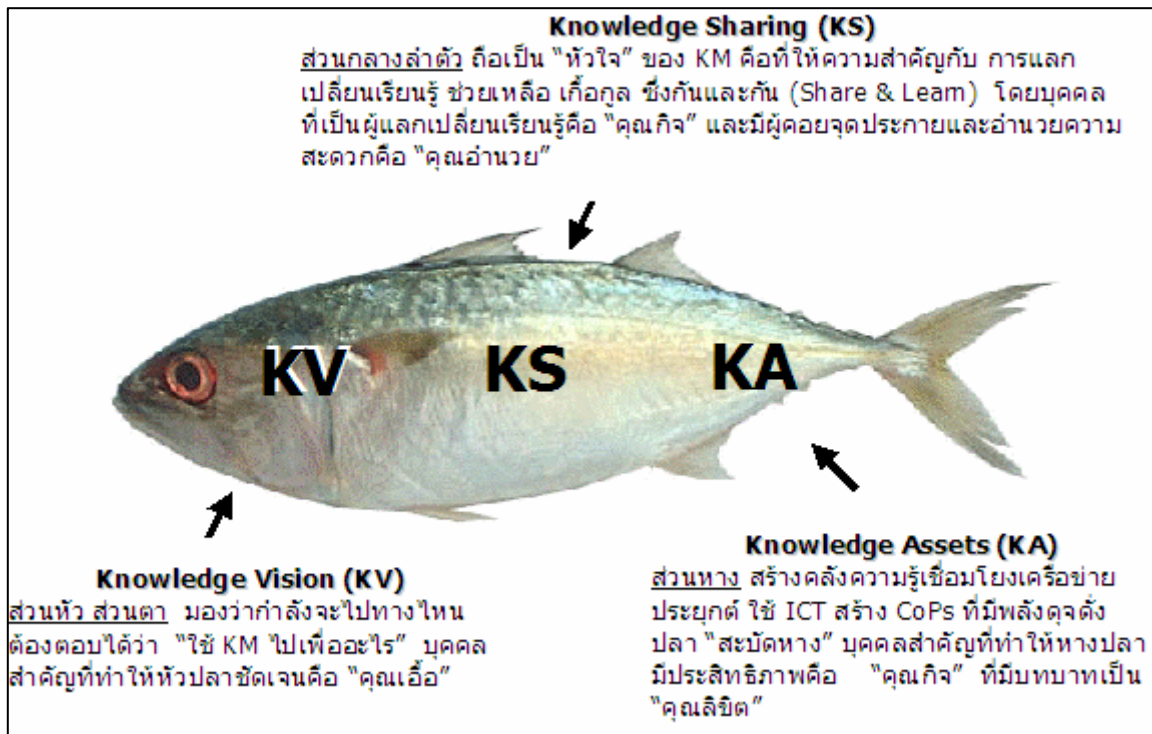 Knowledge Sharing (KS)
ส่วนกลางลำตัว ถือเป็น “หัวใจ” ของ KM คือที่ให้ความสำคัญกับ การแลก
เปลี่ยนเรียนรู้ ช่วยเหลือ เกื้อกูล ซึ่งกันและกัน (Share & Learn) โดยบุคคล
ที่เป็นผู้แลกเปลี่ยนเรียนรู้คือ “คุณกิจ” และมีผู้คอยจุดประกายและอำนวยความ
สะดวกคือ “คุณอำนวย”
KV KS KA
Knowledge Vision (KV)
ส่วนหัว ส่วนตา มองว่ากำลังจะไปทางไหน
ต้องตอบได้ว่า “ใช้ KM ไปเพื่ออะไร” บุคคล
สำคัญที่ทำให้หัวปลาชัดเจนคือ “คุณเอื้อ”
Knowledge Assets (KA)
ส่วนหาง สร้างคลังความรู้เชื่อมโยงเครือข่าย
ประยุกต์ ใช้ ICT สร้าง CoPs ที่มีพลังดุจดั่ง
ปลา “สะบัดหาง” บุคคลสำคัญที่ทำให้หางปลา
มีประสิทธิภาพคือ “คุณกิจ” ที่มีบทบาทเป็น
“คุณลิขิต”